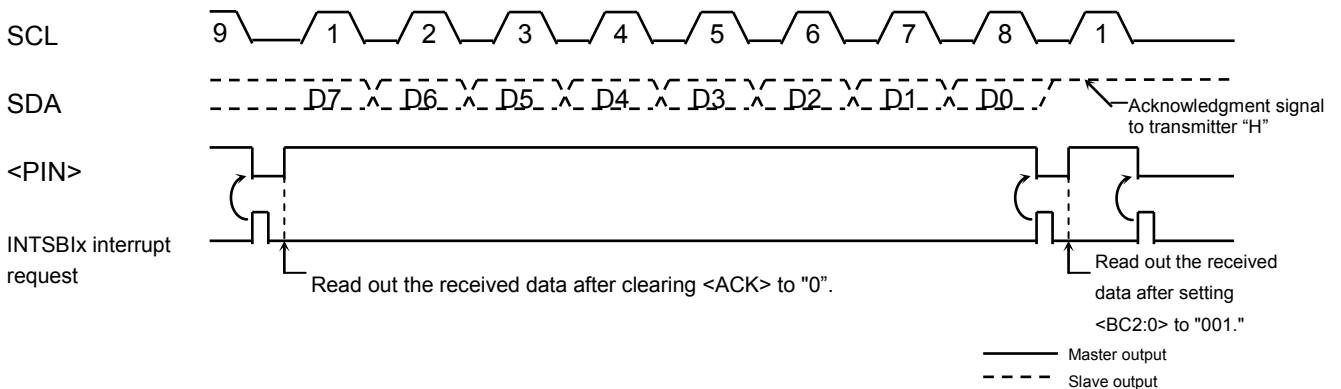 SCL 9 1 2 3 4 5 6 7 8 1
SDA D7 D6 D5 D4 D3 D2 D1 D0
Acknowledgment signal
to transmitter “H”
<PIN>
INTSBIx interrupt
request
Read out the received data after clearing <ACK> to "0”.
Read out the received
data after setting
<BC2:0> to "001."
Master output
Slave output